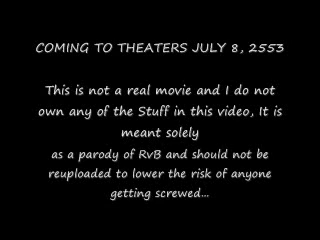 COMING TO THEATERS JULY 8, 2553
This is not a real movie and I do not
own any of the Stuff in this video, It is
meant solely
as a parody of RvB and should not be
reuploaded to lower the risk of anyone
getting screwed...